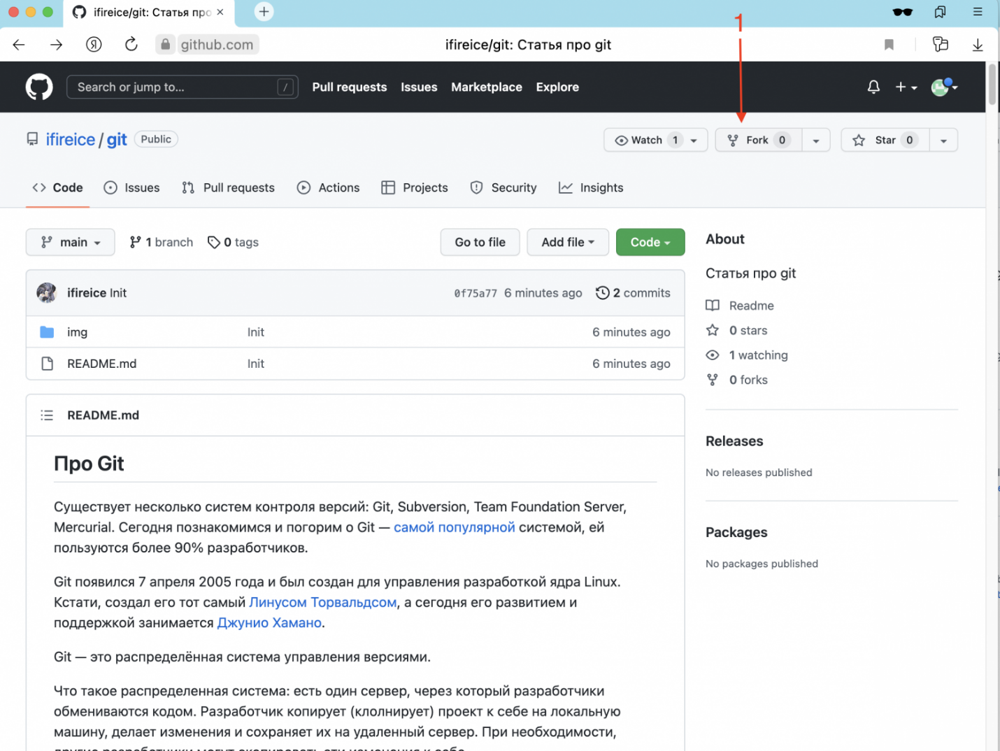 ifireice/git: Статья про
1
github.com
ifireice/git: Статья про git
Search or jump to... /
Pull requests Issues Marketplace Explore
ifireice / git Public
Watch 1 Fork 0 Star 0
Code Issues Pull requests Actions Projects Security Insights
main 1 branch 0 tags Go to file Add file Code
ifireice Init 0f75a77 6 minutes ago 2 commits
img Init 6 minutes ago
README.md Init 6 minutes ago
README.md
Про Git
Существует несколько систем контроля версий: Git, Subversion, Team Foundation Server,
Mercurial. Сегодня познакомимся и погорим о Git — самой популярной системой, ей
пользуются более 90% разработчиков.
Git появился 7 апреля 2005 года и был создан для управления разработкой ядра Linux.
Кстати, создал его тот самый Линусом Торвальдсом, а сегодня его развитием и
поддержкой занимается Джунио Хамано.
Git — это распределённая система управления версиями.
Что такое распределенная система: есть один сервер, через который разработчики
обмениваются кодом. Разработчик копирует (клолнирует) проект к себе на локальную
машину, делает изменения и сохраняет их на удаленный сервер. При необходимости,
About
Статья про git
Readme
0 stars
1 watching
0 forks
Releases
No releases published
Packages
No packages published